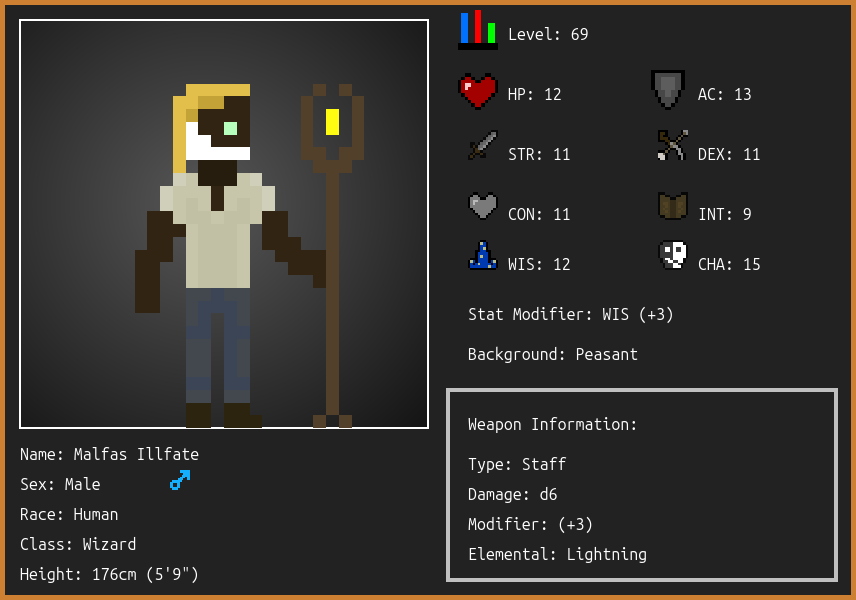 Level: 69
HP: 12
AC: 13
STR: 11
DEX: 11
CON: 11
INT: 9
WIS: 12
CHA: 15
Stat Modifier: WIS (+3)
Background: Peasant
Weapon Information:
Type: Staff
Damage: d6
Modifier: (+3)
Elemental: Lightning
Name: Malfas Illfate
Sex: Male
Race: Human
Class: Wizard
Height: 176cm (5'9")